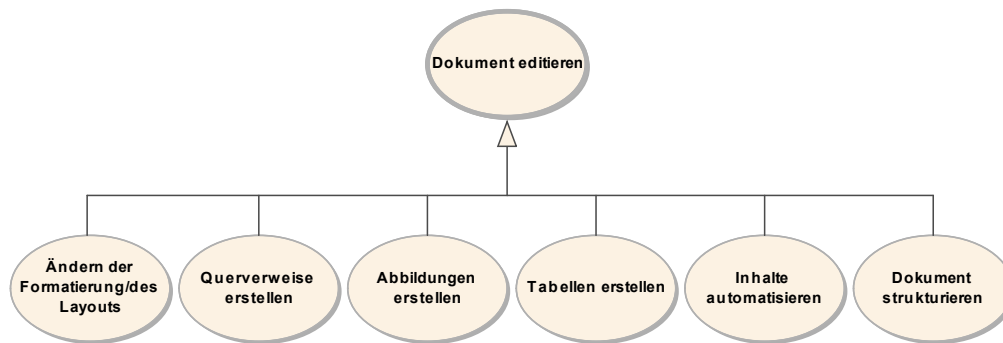 Dokument editieren
Ändern der
Formatierung/des
Layouts
Querverweise
erstellen
Abbildungen
erstellen
Tabellen erstellen
Inhalte
automatisieren
Dokument
strukturieren